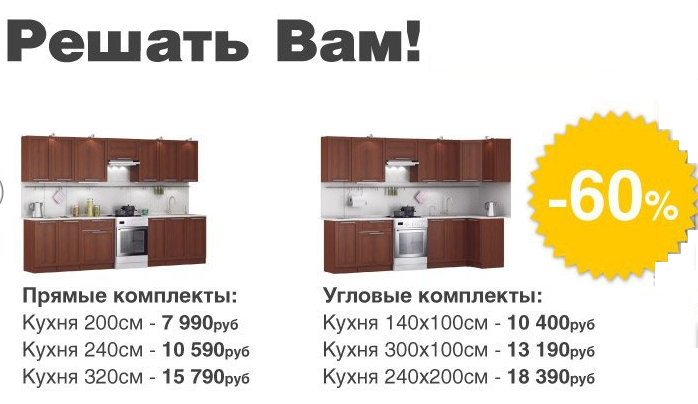 Решать Вам!
-60%
Прямые комплекты:
Кухня 200см - 7 990руб
Кухня 240см - 10 590руб
Кухня 320см - 15 790руб
Угловые комплекты:
Кухня 140х100см - 10 400руб
Кухня 300х100см - 13 190руб
Кухня 240х200см - 18 390руб